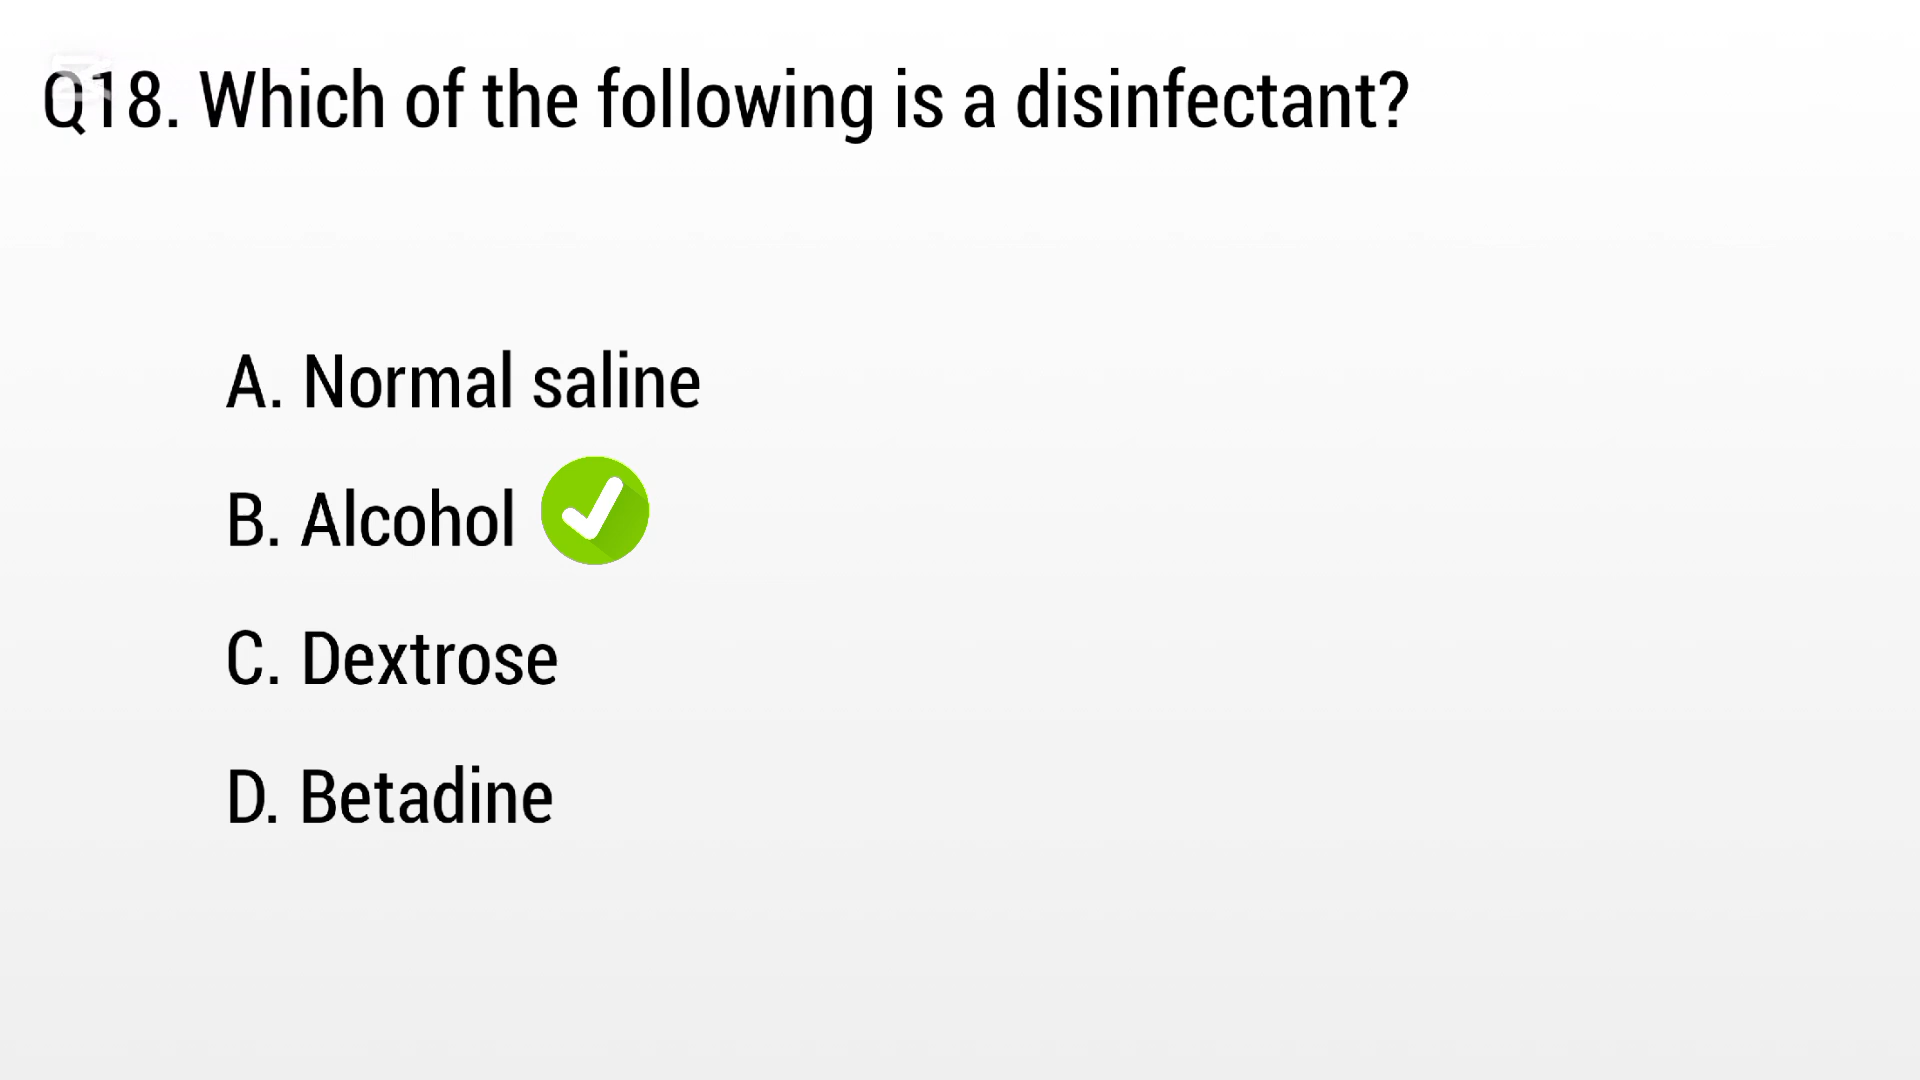 Q18. Which of the following is a disinfectant?
A. Normal saline
B. Alcohol
C. Dextrose
D. Betadine